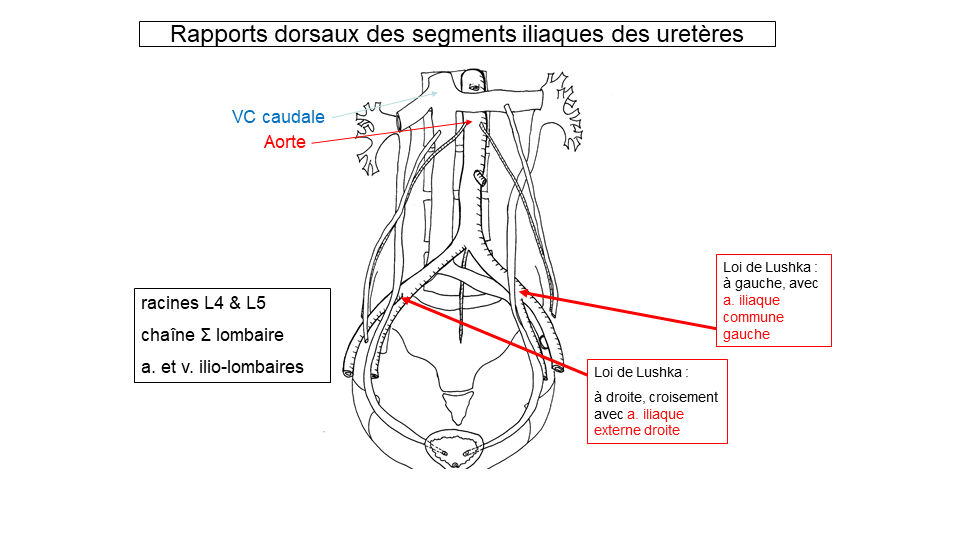 Rapports dorsaux des segments iliaques des uretères
VC caudale
Aorte
racines L4 & L5
chaîne Σ lombaire
a. et v. ilio-lombaires
Loi de Lushka :
à gauche, avec
a. iliaque
commune
gauche
Loi de Lushka :
à droite, croisement
avec a. iliaque
externe droite